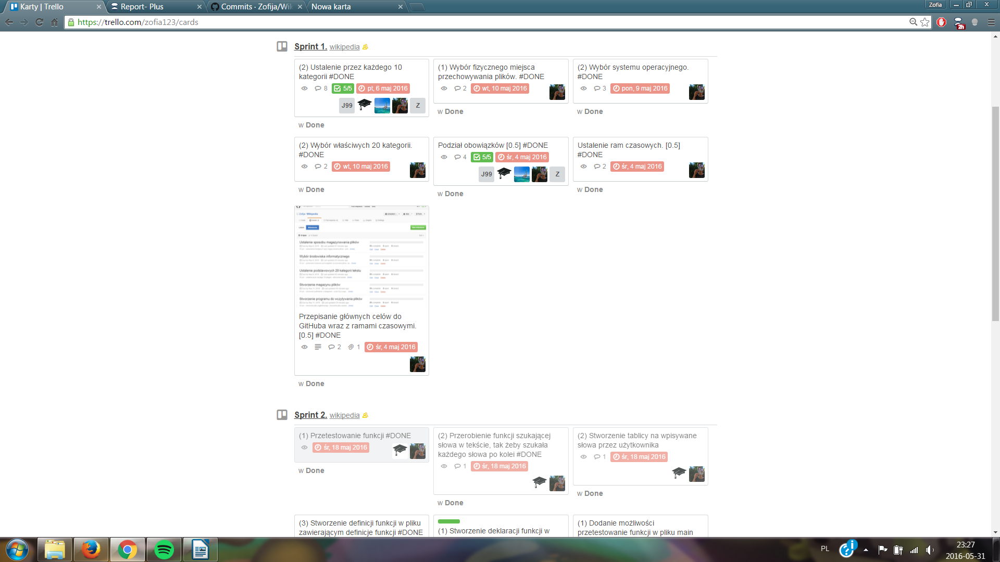 Karty | Trello
Report- Plus
Commits · Zofija/Wik
Nowa karta
Zofia
https://trello.com/zofia123/cards
2h
Sprint 1. wikipedia
(2) Ustalenie przez każdego 10
kategorii #DONE
8 5/5 pt, 6 maj 2016
J99 Z
w Done
(1) Wybór fizycznego miejsca
przechowywania plików. #DONE
2 wt, 10 maj 2016
w Done
(2) Wybór systemu operacyjnego.
#DONE
3 pon, 9 maj 2016
w Done
(2) Wybór właściwych 20 kategorii.
#DONE
2 wt, 10 maj 2016
w Done
Podział obowiązków [0.5] #DONE
4 5/5 śr, 4 maj 2016
J99 Z
w Done
Ustalenie ram czasowych. [0.5]
#DONE
2 śr, 4 maj 2016
w Done
Zofija / Wikipedia
Ustalenie sposobu magazynowania plików
Wybór środowiska informatycznego
Ustalenie podstawowych 20 kategorii tekstu
Stworzenie magazynu plików
Stworzenie programu do wczytywania plików
Przepisanie głównych celów do
GitHuba wraz z ramami czasowymi.
[0.5] #DONE
2 1 śr, 4 maj 2016
w Done
Sprint 2. wikipedia
(1) Przetestowanie funkcji #DONE
śr, 18 maj 2016
w Done
(2) Przerobienie funkcji szukającej
słowa w tekście, tak żeby szukała
każdego słowa po kolei #DONE
1 śr, 18 maj 2016
w Done
(2) Stworzenie tablicy na wpisywane
słowa przez użytkownika
1 śr, 18 maj 2016
w Done
(3) Stworzenie definicji funkcji w pliku
zawierającym definicje funkcji #DONE
(1) Stworzenie deklaracji funkcji w
(1) Dodanie możliwości
przetestowanie funkcji w pliku main
PL
23:27
2016-05-31